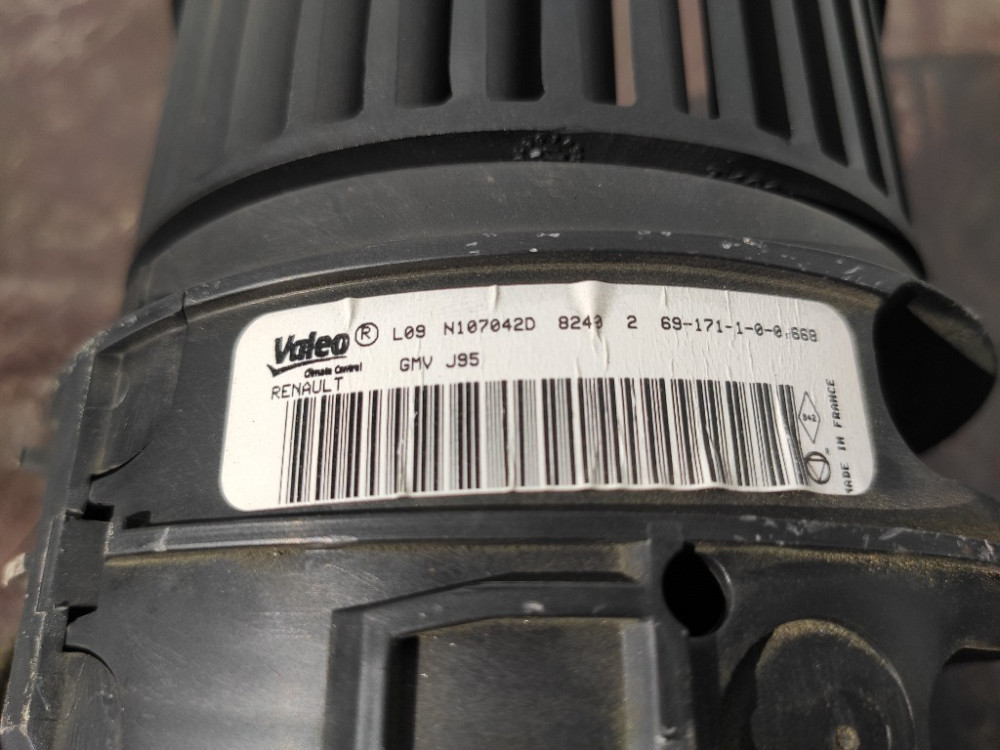 Valeo ® L09 N107042D 8240 2 69-171-1-0-0,668
Climate Control GMV J95
RENAULT
842
MADE IN FRANCE